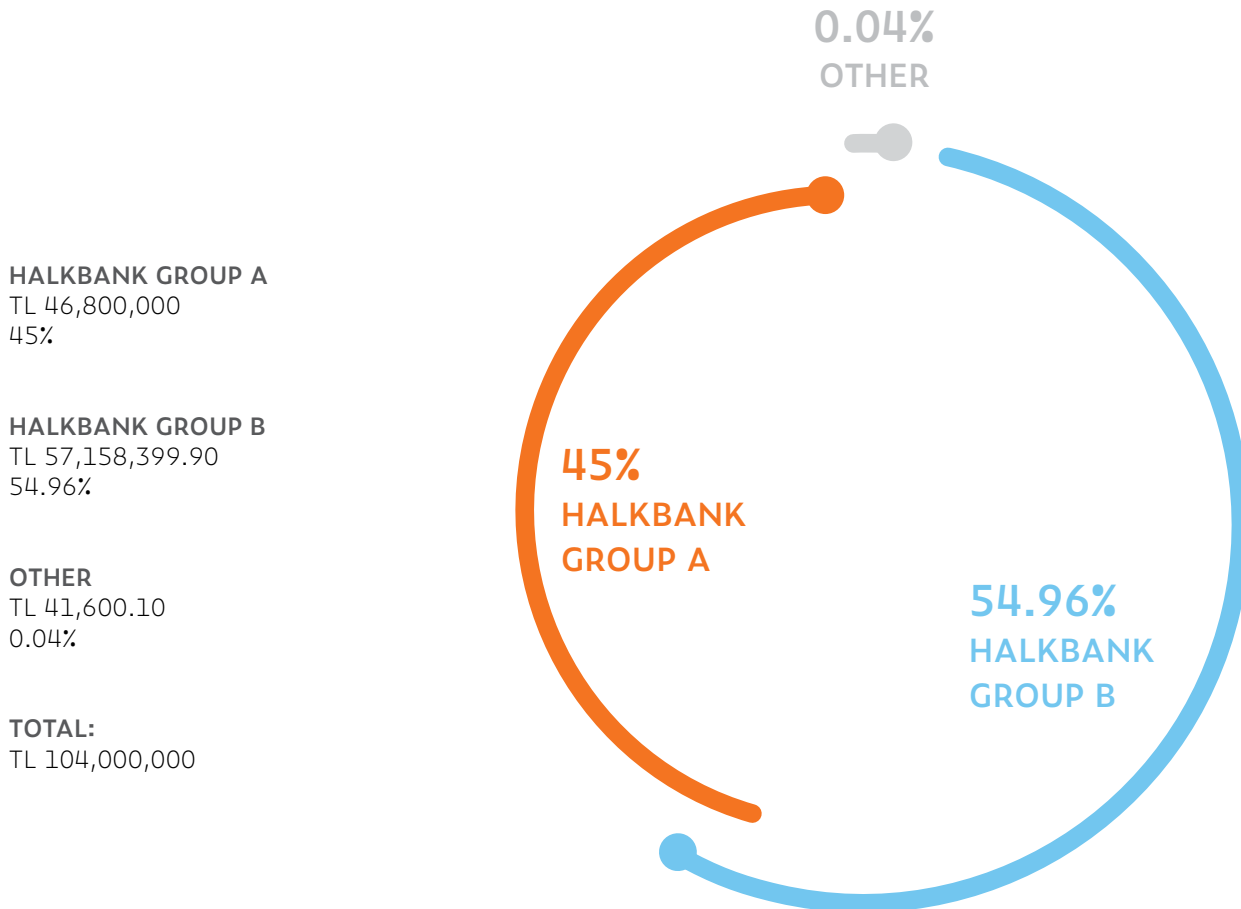 0.04%
OTHER
HALKBANK GROUP A
TL 46,800,000
45%
HALKBANK GROUP B
TL 57,158,399.90
54.96%
OTHER
TL 41,600.10
0.04%
TOTAL:
TL 104,000,000
45%
HALKBANK
GROUP A
54.96%
HALKBANK
GROUP B